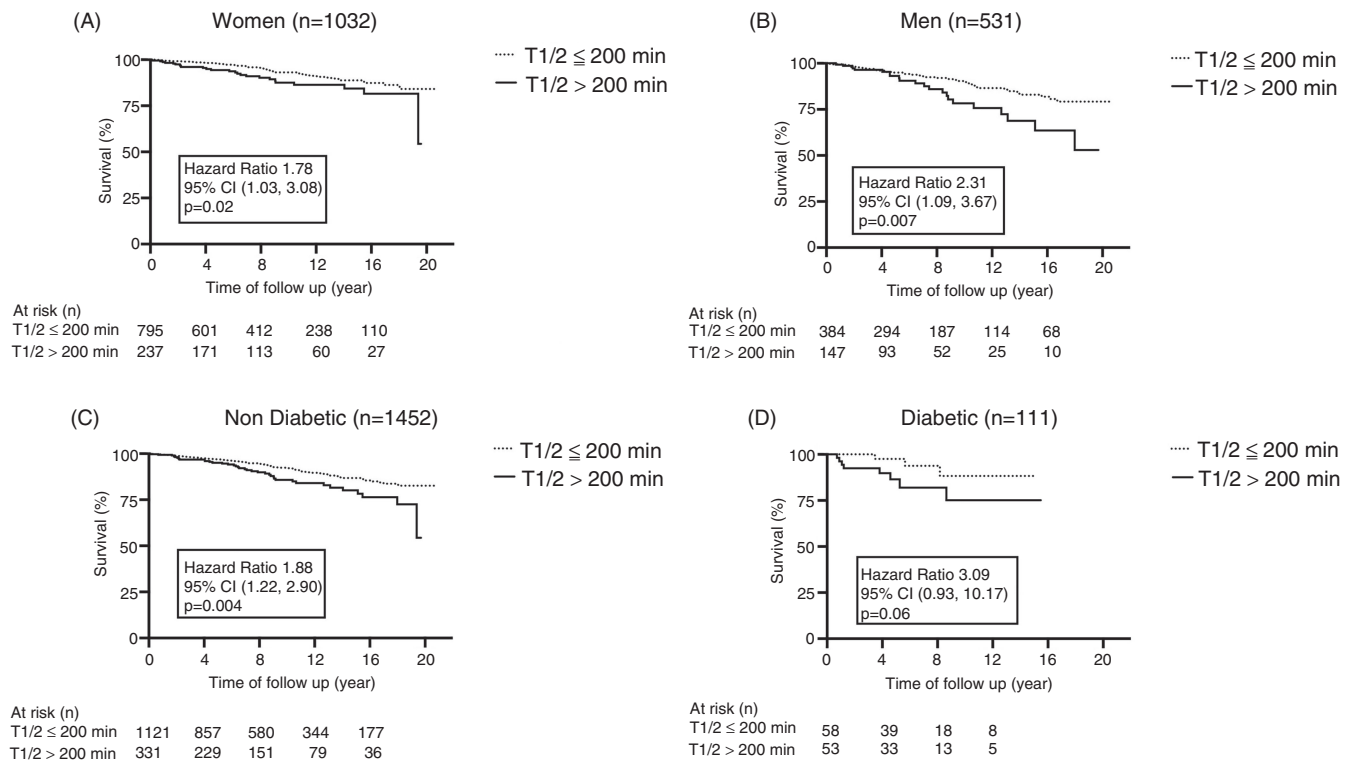 (A) Women (n=1032)
T1/2 ≦ 200 min
T1/2 > 200 min
100
75
50
25
0
Survival (%)
Hazard Ratio 1.78
95% CI (1.03, 3.08)
p=0.02
0 4 8 12 16 20
Time of follow up (year)
At risk (n)
T1/2 ≤ 200 min 795 601 412 238 110
T1/2 > 200 min 237 171 113 60 27
(B) Men (n=531)
T1/2 ≦ 200 min
T1/2 > 200 min
100
75
50
25
0
Survival (%)
Hazard Ratio 2.31
95% CI (1.09, 3.67)
p=0.007
0 4 8 12 16 20
Time of follow up (year)
At risk (n)
T1/2 ≤ 200 min 384 294 187 114 68
T1/2 > 200 min 147 93 52 25 10
(C) Non Diabetic (n=1452)
T1/2 ≦ 200 min
T1/2 > 200 min
100
75
50
25
0
Survival (%)
Hazard Ratio 1.88
95% CI (1.22, 2.90)
p=0.004
0 4 8 12 16 20
Time of follow up (year)
At risk (n)
T1/2 ≤ 200 min 1121 857 580 344 177
T1/2 > 200 min 331 229 151 79 36
(D) Diabetic (n=111)
T1/2 ≦ 200 min
T1/2 > 200 min
100
75
50
25
0
Survival (%)
Hazard Ratio 3.09
95% CI (0.93, 10.17)
p=0.06
0 4 8 12 16 20
Time of follow up (year)
At risk (n)
T1/2 ≤ 200 min 58 39 18 8
T1/2 > 200 min 53 33 13 5